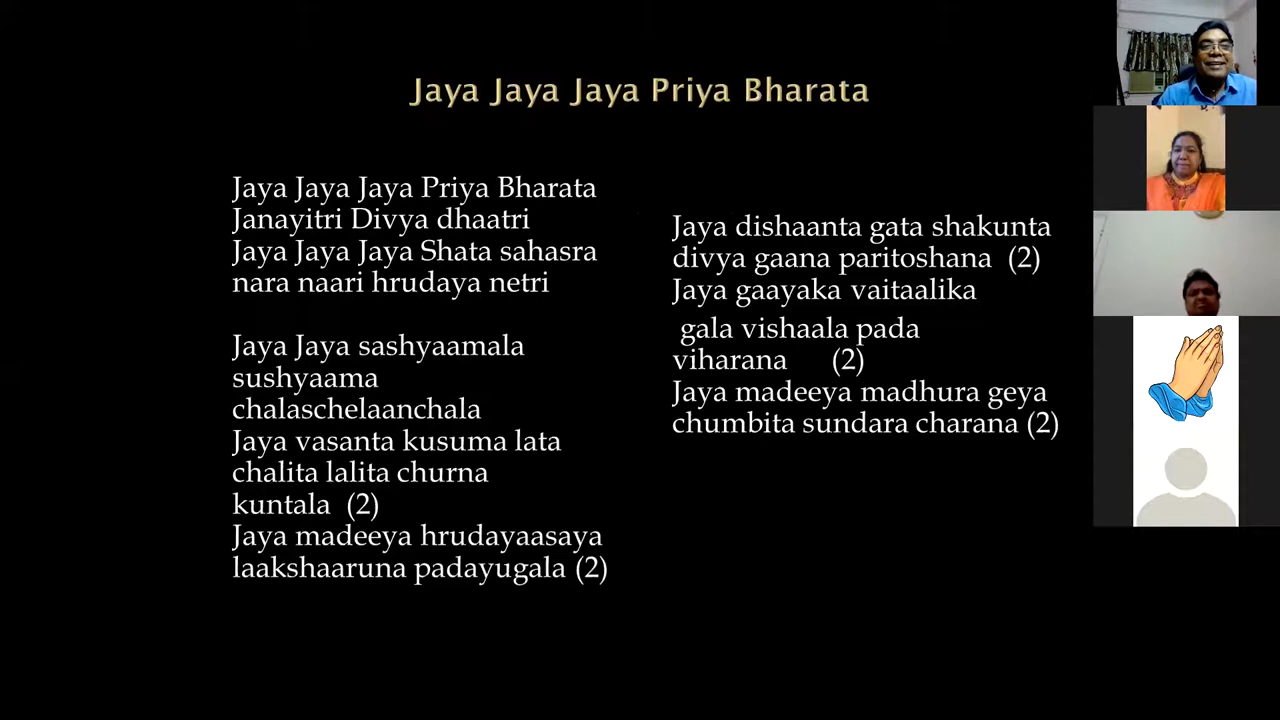 Jaya Jaya Jaya Priya Bharata
Jaya Jaya Jaya Priya Bharata
Janayitri Divya dhaatri
Jaya Jaya Jaya Shata sahasra
nara naari hrudaya netri
Jaya Jaya sashyaamala
sushyaama
chalaschelaanchala
Jaya vasanta kusuma lata
chalita lalita churna
kuntala (2)
Jaya madeeya hrudayaasaya
laakshaaruna padayugala (2)
Jaya dishaanta gata shakunta
divya gaana paritoshana (2)
Jaya gaayaka vaitaalika
gala vishaala pada
viharana (2)
Jaya madeeya madhura geya
chumbita sundara charana (2)